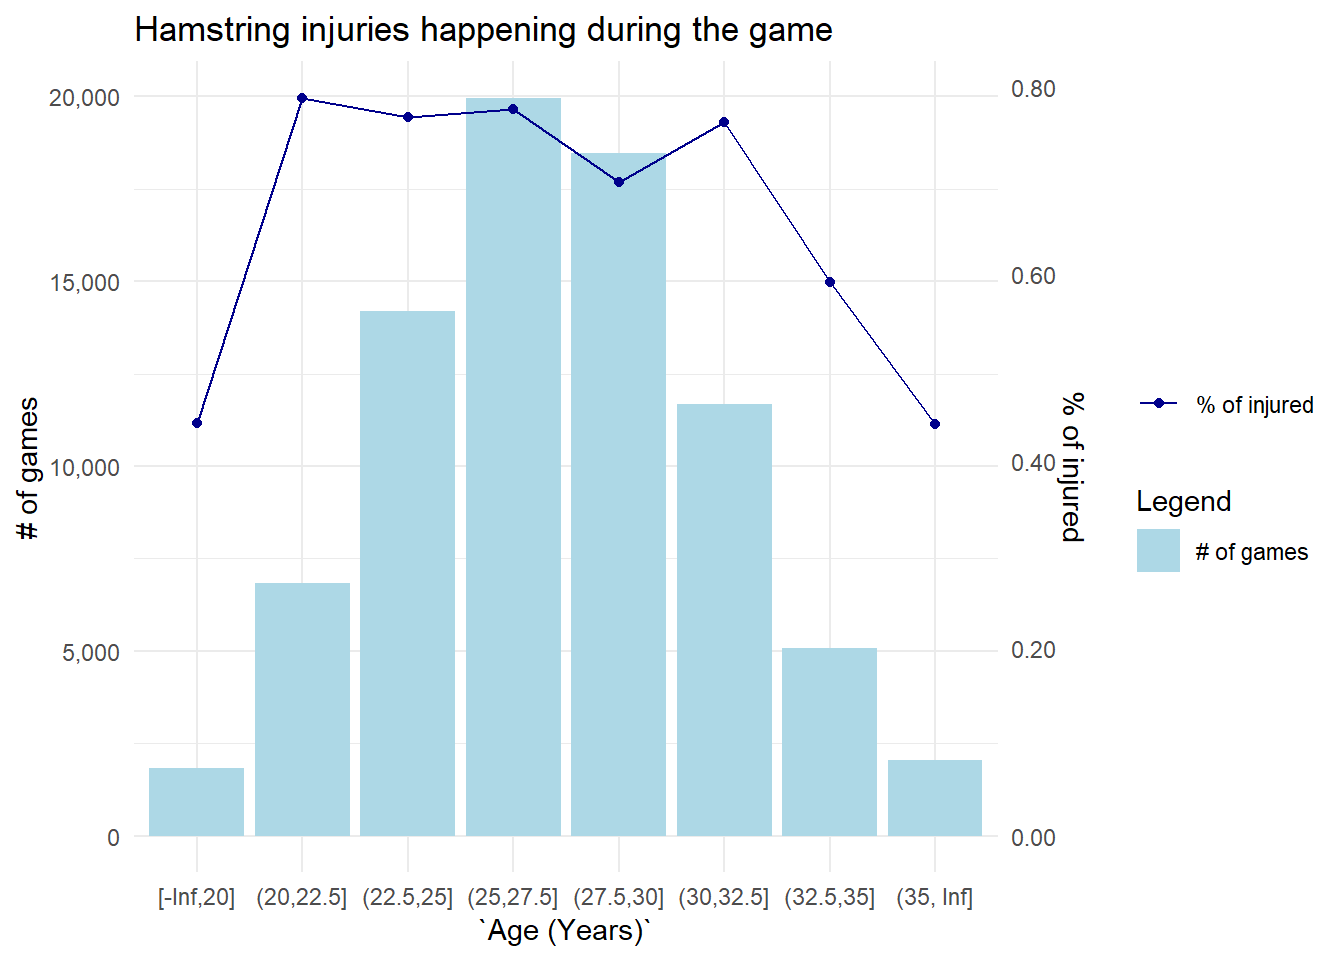 Hamstring injuries happening during the game
20,000
15,000
10,000
5,000
0
# of games
0.80
0.60
0.40
0.20
0.00
% of injured
[-Inf,20] (20,22.5] (22.5,25] (25,27.5] (27.5,30] (30,32.5] (32.5,35] (35, Inf]
`Age (Years)`
% of injured
Legend
# of games